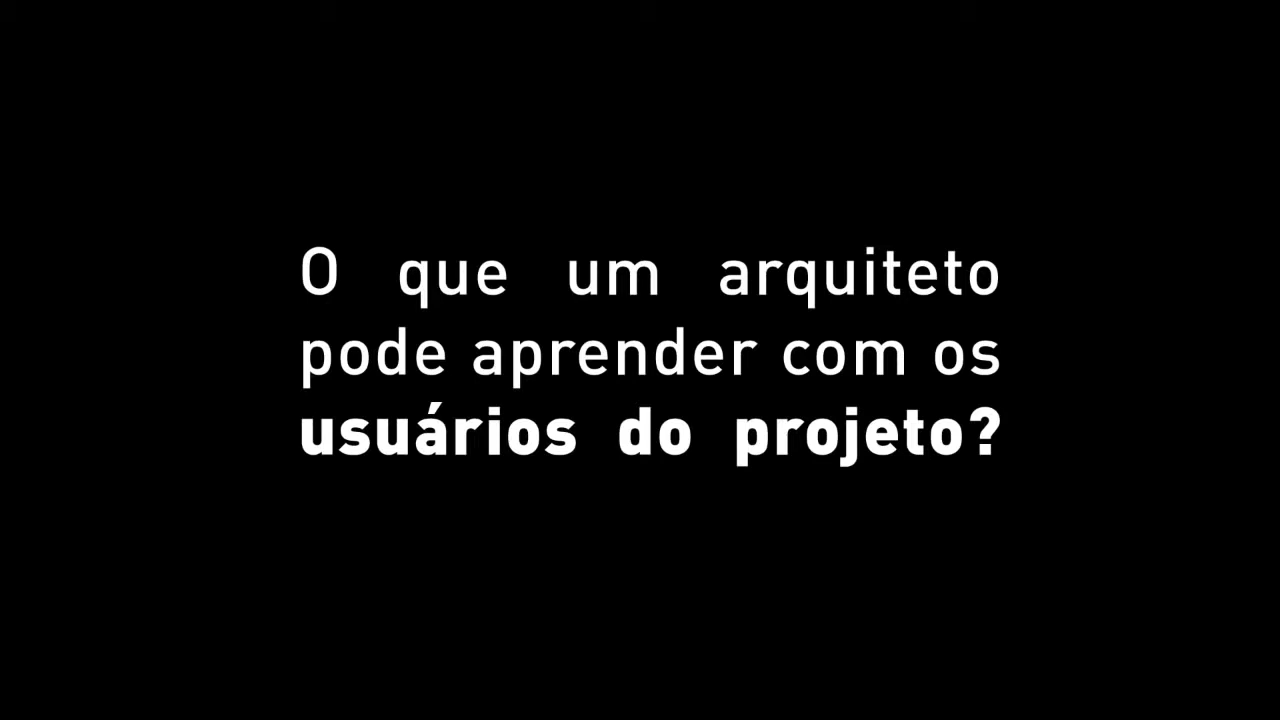 O que um arquiteto
pode aprender com os
usuários do projeto?